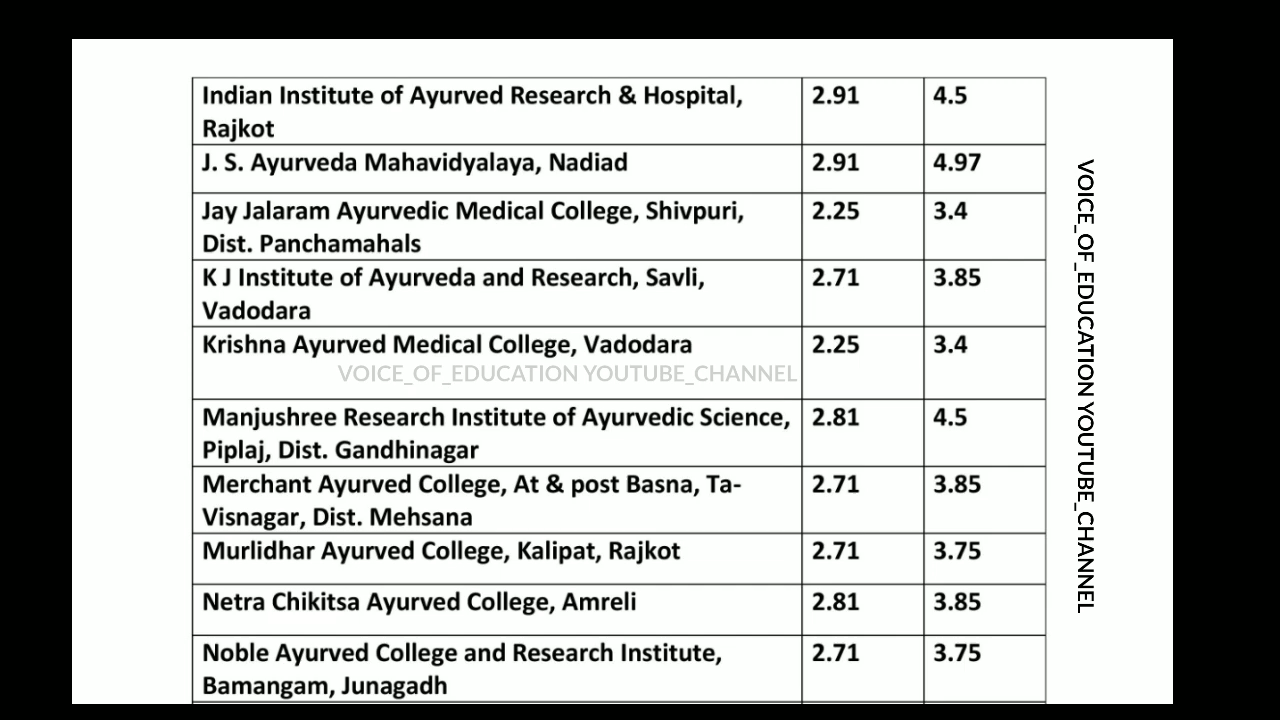 Indian Institute of Ayurved Research & Hospital, 2.91 4.5
Rajkot
J. S. Ayurveda Mahavidyalaya, Nadiad 2.91 4.97
Jay Jalaram Ayurvedic Medical College, Shivpuri, 2.25 3.4
Dist. Panchamahals
K J Institute of Ayurveda and Research, Savli, 2.71 3.85
Vadodara
Krishna Ayurved Medical College, Vadodara 2.25 3.4
VOICE_OF_EDUCATION YOUTUBE_CHANNEL
Manjushree Research Institute of Ayurvedic Science, 2.81 4.5
Piplaj, Dist. Gandhinagar
Merchant Ayurved College, At & post Basna, Ta- 2.71 3.85
Visnagar, Dist. Mehsana
Murlidhar Ayurved College, Kalipat, Rajkot 2.71 3.75
Netra Chikitsa Ayurved College, Amreli 2.81 3.85
Noble Ayurved College and Research Institute, 2.71 3.75
Bamangam, Junagadh
VOICE_OF_EDUCATION YOUTUBE_CHANNEL